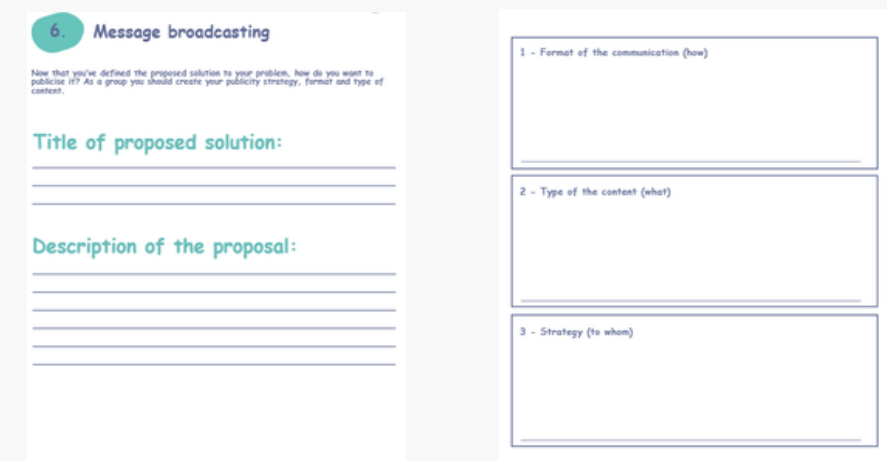 6. Message broadcasting
Now that you've defined the proposed solution to your problem, how do you want to
publicise it? As a group you should create your publicity strategy, format and type of
content.
Title of proposed solution:
Description of the proposal:
1 - Format of the communication (how)
2 - Type of the content (what)
3 - Strategy (to whom)